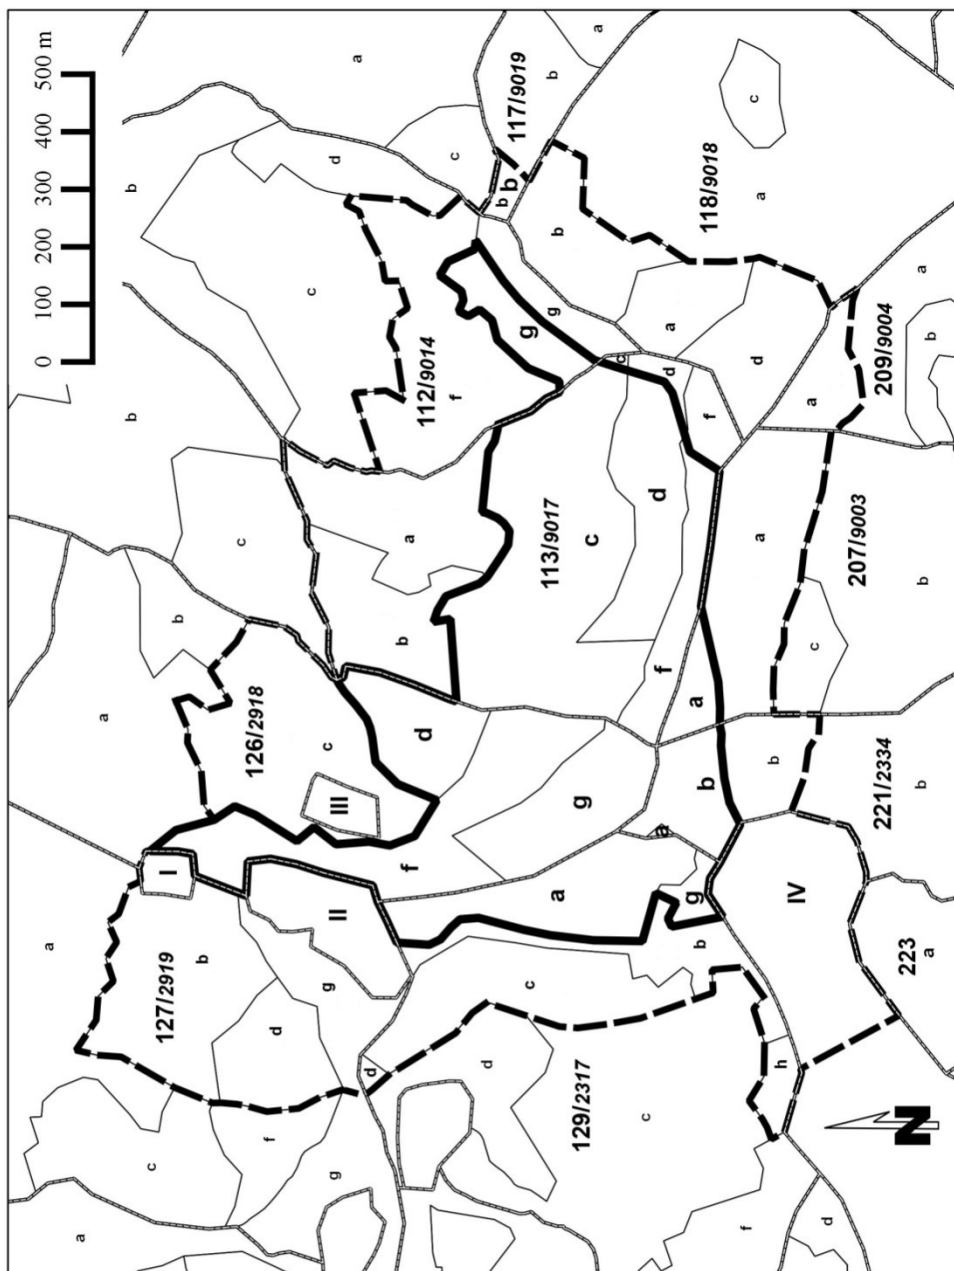 0 100 200 300 400 500 m
a
a
a
b b
c
127/2919 I
b
b
c
126/2918
f d
c
g c
g d
II III
a
d
b
f a
d 112/9014
f c
d
b b
117/9019
c g
113/9017 g b
a b
129/2317 g
c
a
c
c
d
a f
d a
g a
b b 118/9018
f
f
c
a d a
b
h
IV
c a
d
207/9003
221/2334 209/9004
223
N
b b a
a b